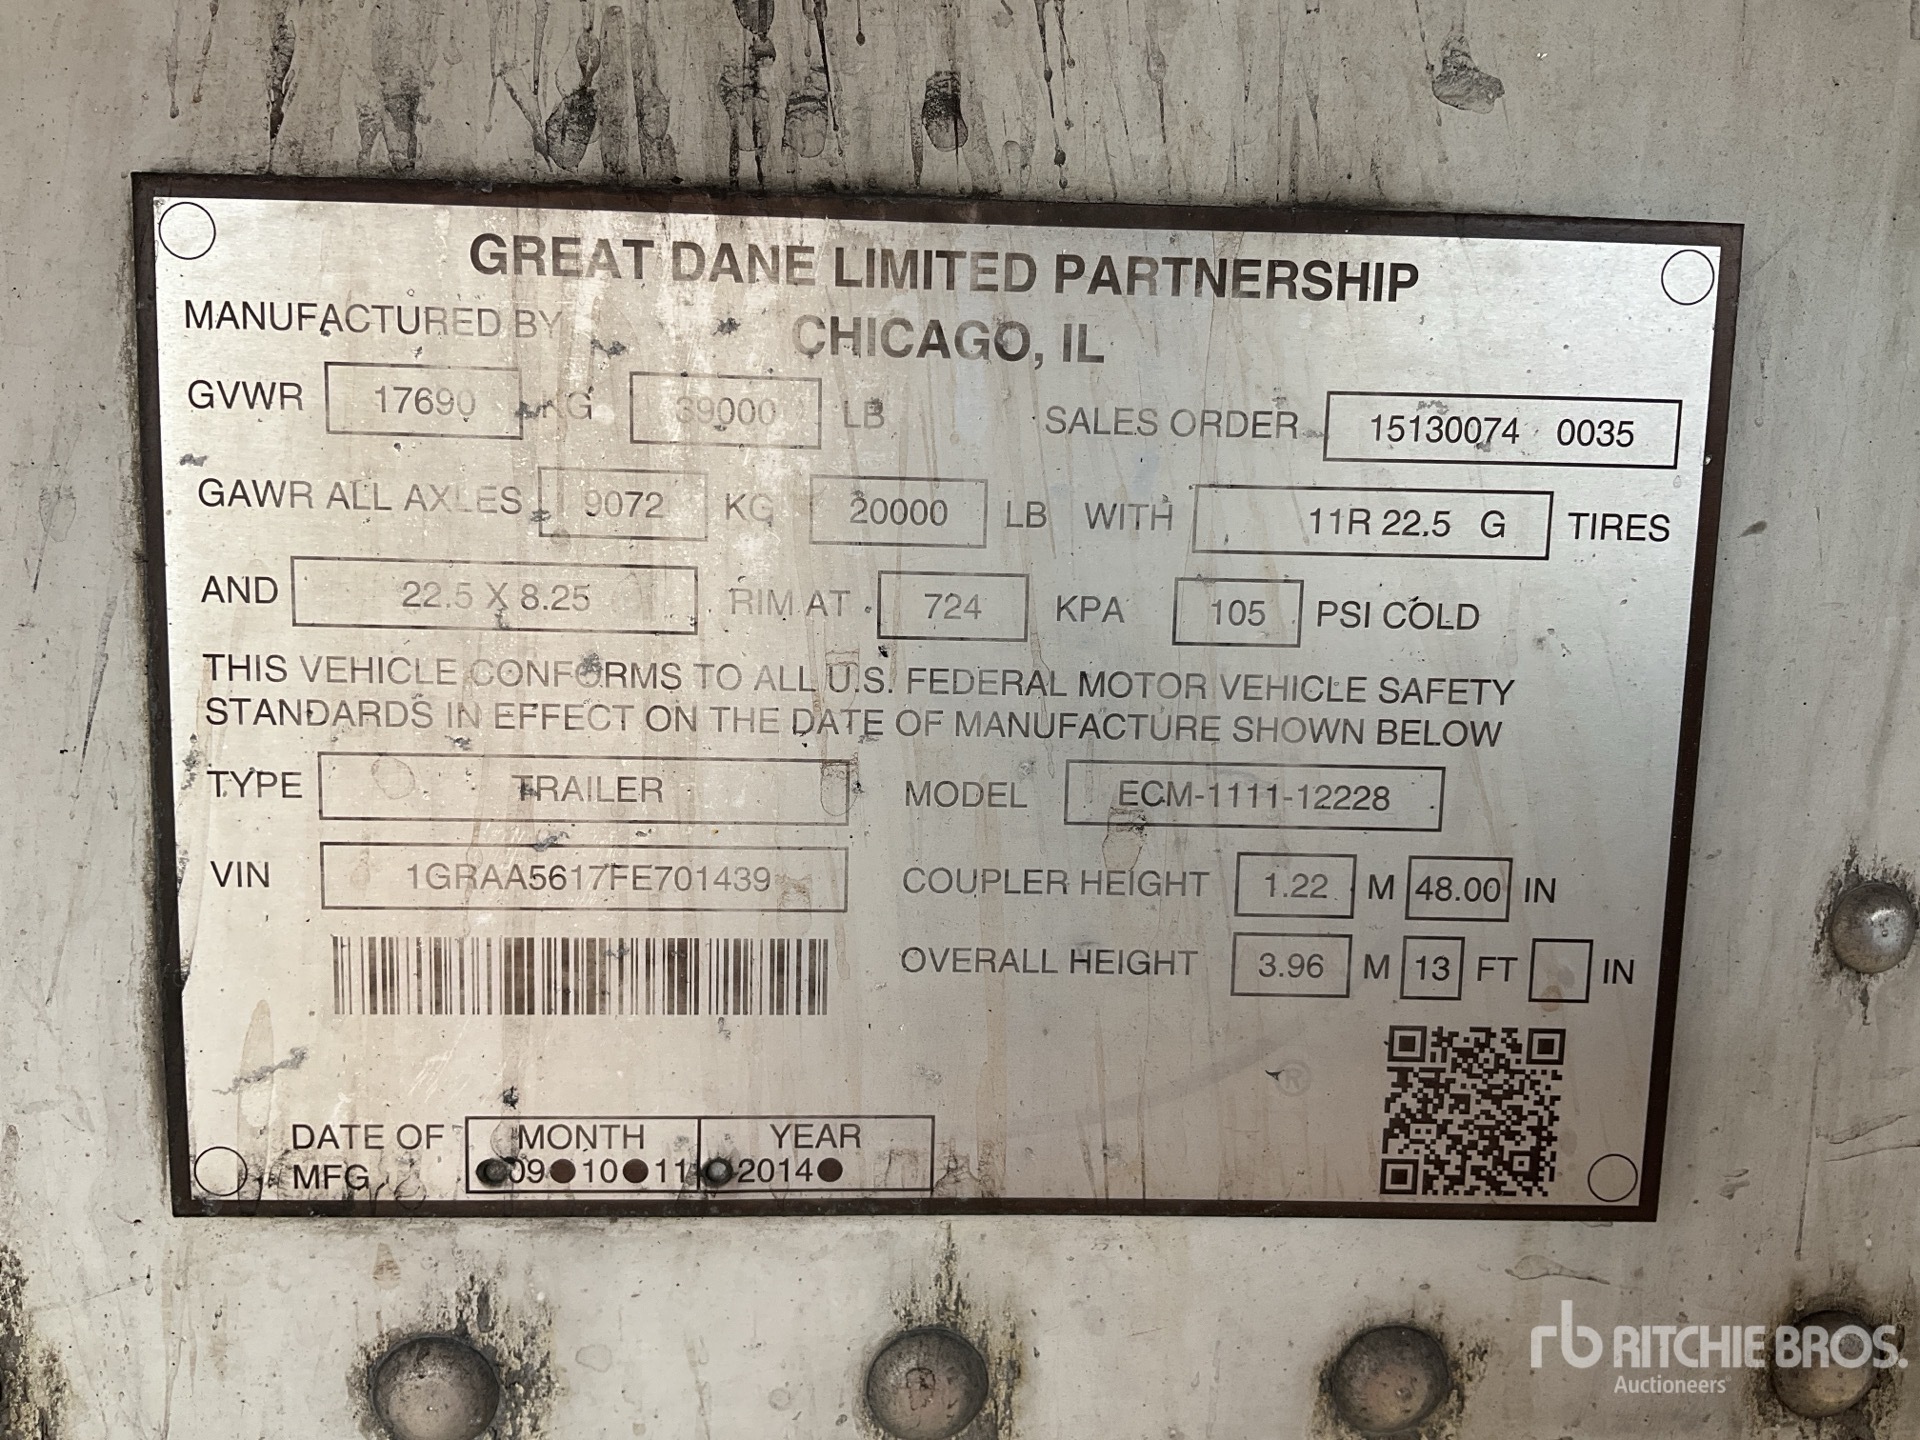 GREAT DANE LIMITED PARTNERSHIP
MANUFACTURED BY CHICAGO, IL
GVWR 17690 KG 39000 LB SALES ORDER 15130074 0035
GAWR ALL AXLES 9072 KG 20000 LB WITH 11R 22.5 G TIRES
AND 22.5 X 8.25 RIM AT 724 KPA 105 PSI COLD
THIS VEHICLE CONFORMS TO ALL U.S. FEDERAL MOTOR VEHICLE SAFETY
STANDARDS IN EFFECT ON THE DATE OF MANUFACTURE SHOWN BELOW
TYPE TRAILER MODEL ECM-1111-12228
VIN 1GRAA5617FE701439 COUPLER HEIGHT 1.22 M 48.00 IN
OVERALL HEIGHT 3.96 M 13 FT IN
®
DATE OF MFG MONTH YEAR
09 10 11 2014
rb RITCHIE BROS.
Auctioneers